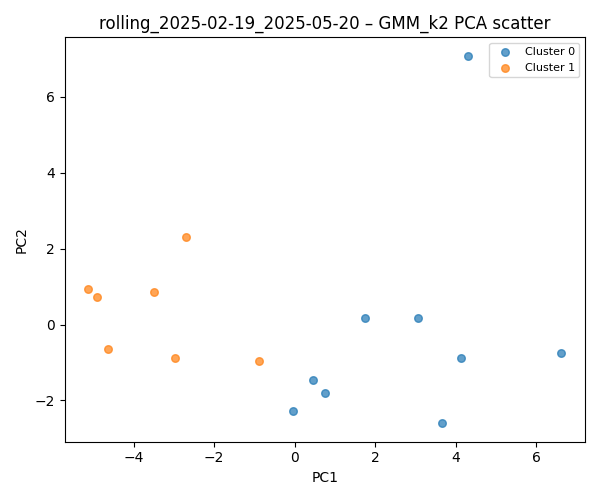 rolling_2025-02-19_2025-05-20 – GMM_k2 PCA scatter
Cluster 0
Cluster 1
PC2
6
4
2
0
−2
−4
−2
0
2
4
6
PC1